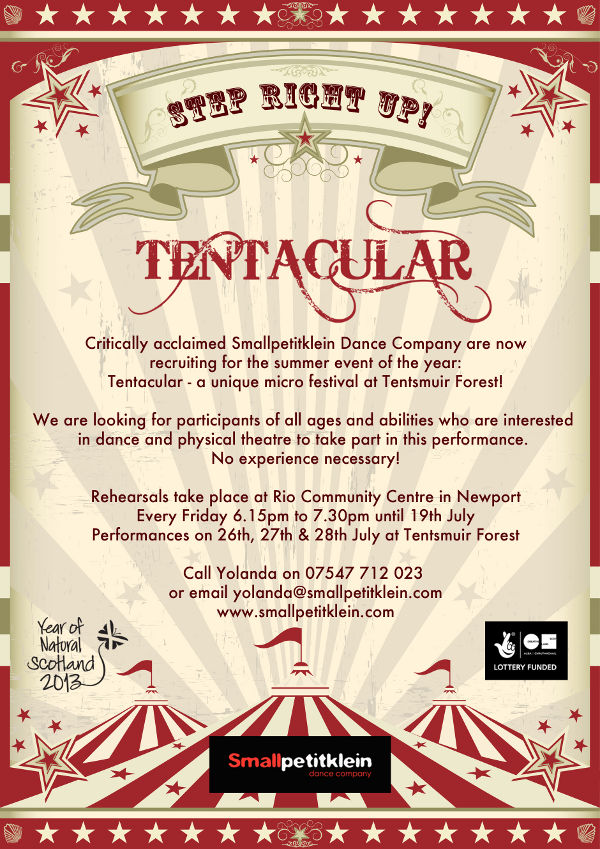 STEP RIGHT UP!
TENTACULAR
Critically acclaimed Smallpetitklein Dance Company are now
recruiting for the summer event of the year:
Tentacular - a unique micro festival at Tentsmuir Forest!
We are looking for participants of all ages and abilities who are interested
in dance and physical theatre to take part in this performance.
No experience necessary!
Rehearsals take place at Rio Community Centre in Newport
Every Friday 6.15pm to 7.30pm until 19th July
Performances on 26th, 27th & 28th July at Tentsmuir Forest
Call Yolanda on 07547 712 023
or email yolanda@smallpetitklein.com
www.smallpetitklein.com
Year of
Natural
Scotland
2013
LOTTERY FUNDED
Smallpetitklein
dance company